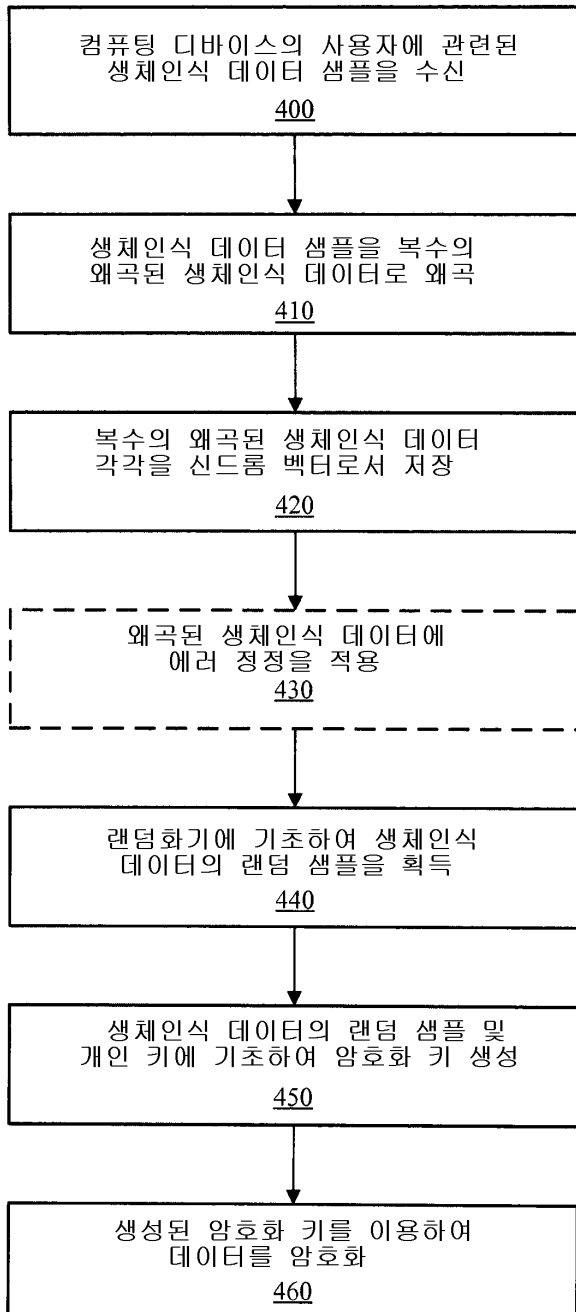 컴퓨팅 디바이스의 사용자에 관련된
생체인식 데이터 샘플을 수신
400
생체인식 데이터 샘플을 복수의
왜곡된 생체인식 데이터로 왜곡
410
복수의 왜곡된 생체인식 데이터
각각을 신드롬 벡터로서 저장
420
왜곡된 생체인식 데이터에
에러 정정을 적용
430
랜덤화기에 기초하여 생체인식
데이터의 랜덤 샘플을 획득
440
생체인식 데이터의 랜덤 샘플 및
개인 키에 기초하여 암호화 키 생성
450
생성된 암호화 키를 이용하여
데이터를 암호화
460